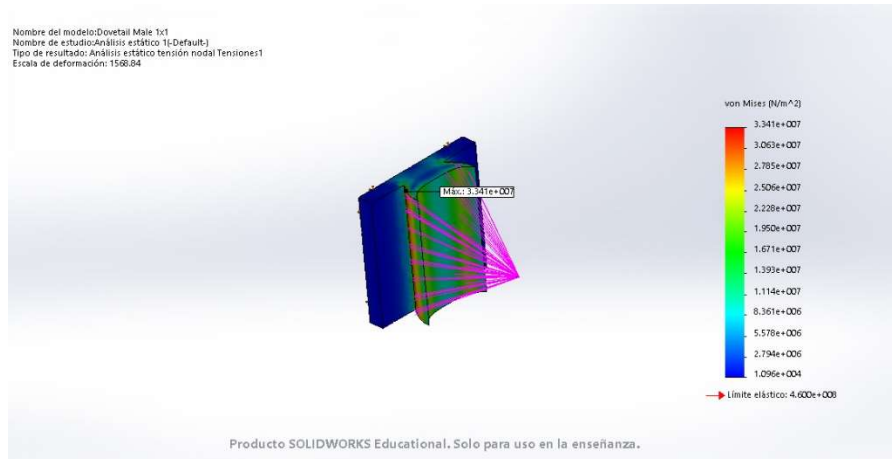 Nombre del modelo:Dovetail Male 1x1
Nombre de estudio:Análisis estático 1(-Default-)
Tipo de resultado: Análisis estático tensión nodal Tensiones1
Escala de deformación: 1568.84
von Mises (N/m^2)
3.341e+007
3.063e+007
2.785e+007
Máx.: 3.341e+007
2.506e+007
2.228e+007
1.950e+007
1.671e+007
1.393e+007
1.114e+007
8.361e+006
5.578e+006
2.794e+006
1.096e+004
Límite elástico: 4.600e+008
Producto SOLIDWORKS Educational. Solo para uso en la enseñanza.